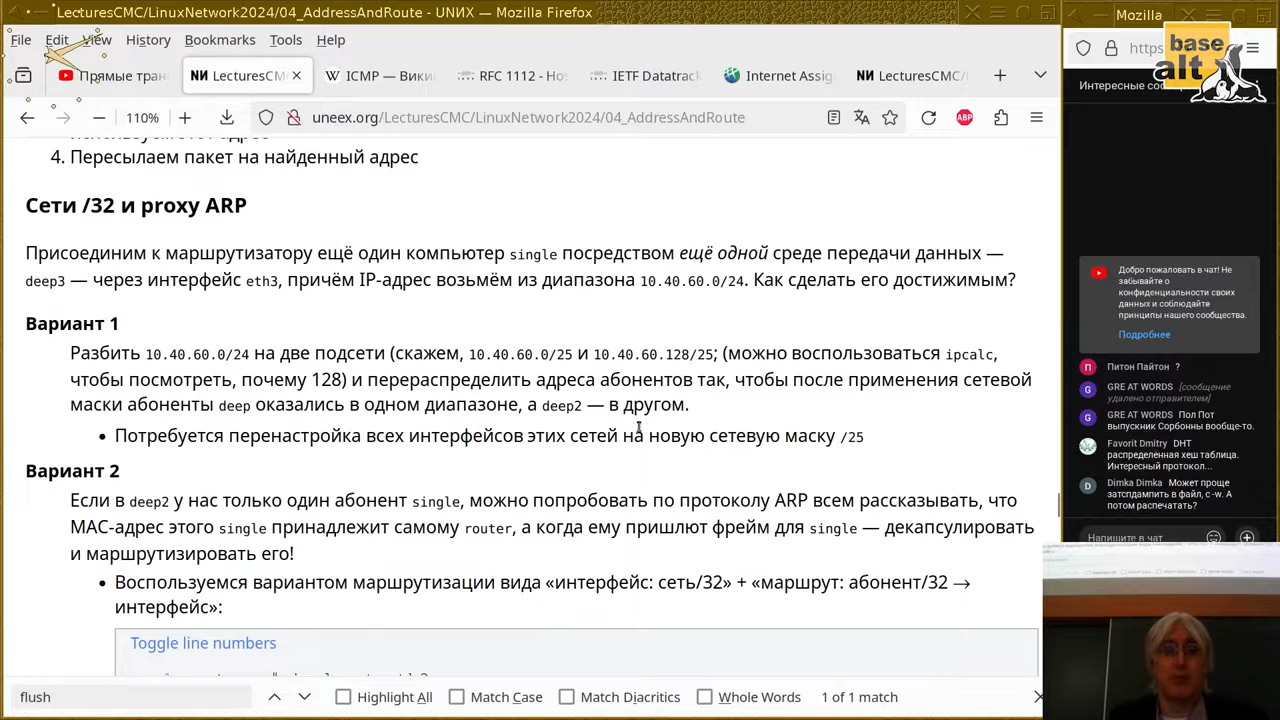 LecturesCMC/LinuxNetwork2024/04_AddressAndRoute - UNИX — Mozilla Firefox
File Edit View History Bookmarks Tools Help
Прямые тран
LecturesCMC/
ICMP — Вики
RFC 1112 - Ho
IETF Datatrack
Internet Assig
LecturesCMC/
110%
uneex.org/LecturesCMC/LinuxNetwork2024/04_AddressAndRoute
4. Пересылаем пакет на найденный адрес
Сети /32 и proxy ARP
Присоединим к маршрутизатору ещё один компьютер single посредством ещё одной среде передачи данных —
deep3 — через интерфейс eth3, причём IP-адрес возьмём из диапазона 10.40.60.0/24. Как сделать его достижимым?
Вариант 1
Разбить 10.40.60.0/24 на две подсети (скажем, 10.40.60.0/25 и 10.40.60.128/25; (можно воспользоваться ipcalc,
чтобы посмотреть, почему 128) и перераспределить адреса абонентов так, чтобы после применения сетевой
маски абоненты deep оказались в одном диапазоне, а deep2 — в другом.
• Потребуется перенастройка всех интерфейсов этих сетей на новую сетевую маску /25
Вариант 2
Если в deep2 у нас только один абонент single, можно попробовать по протоколу ARP всем рассказывать, что
MAC-адрес этого single принадлежит самому router, а когда ему пришлют фрейм для single — декапсулировать
и маршрутизировать его!
• Воспользуемся вариантом маршрутизации вида «интерфейс: сеть/32» + «маршрут: абонент/32 →
интерфейс»:
Toggle line numbers
flush
Highlight All
Match Case
Match Diacritics
Whole Words
1 of 1 match
Mozilla
https
base
alt
Интересные соо
Добро пожаловать в чат! Не
забывайте о
конфиденциальности своих
данных и соблюдайте
принципы нашего сообщества.
Подробнее
Питон Пайтон ?
GRE AT WORDS [сообщение
удалено отправителем]
GRE AT WORDS Пол Пот
выпускник Сорбонны вообще-то.
Favorit Dmitry DHT
распределённая хеш таблица.
Интересный протокол...
Dimka Dimka Может проще
затспдампить в файл, с -w. А
потом распечатать?
Напишите в чат